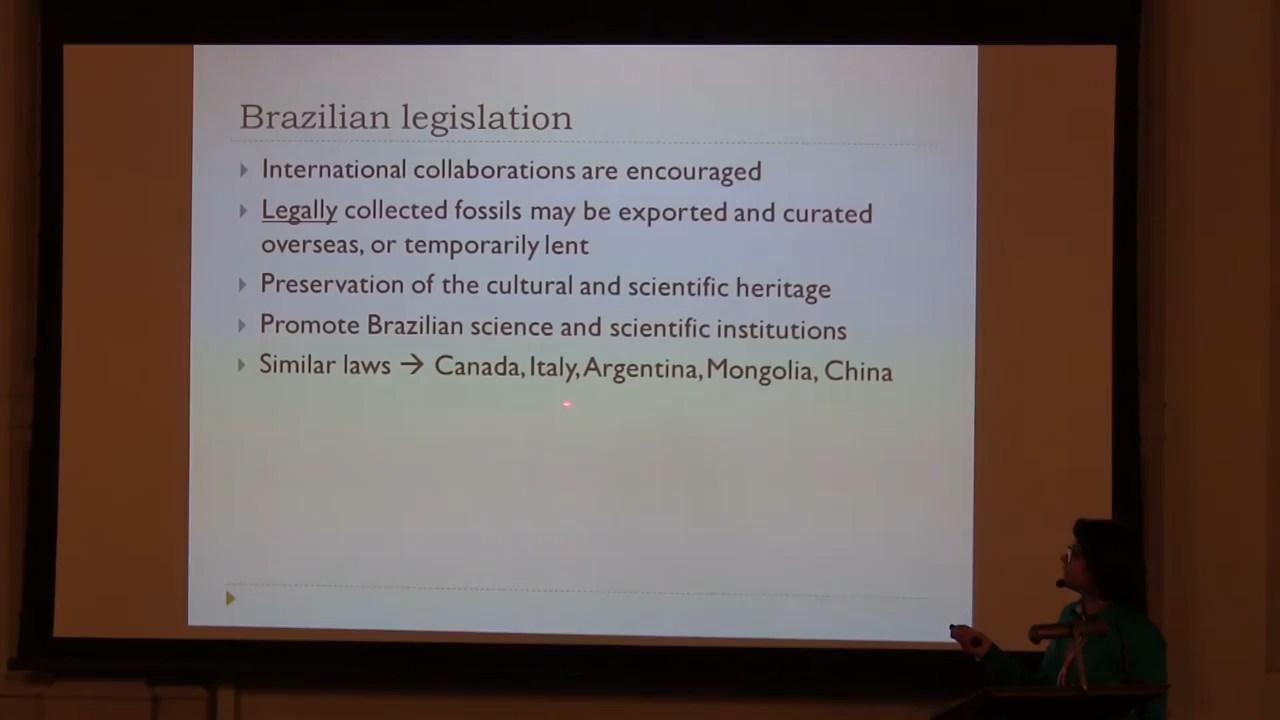 Brazilian legislation
International collaborations are encouraged
Legally collected fossils may be exported and curated
overseas, or temporarily lent
Preservation of the cultural and scientific heritage
Promote Brazilian science and scientific institutions
Similar laws → Canada, Italy, Argentina, Mongolia, China